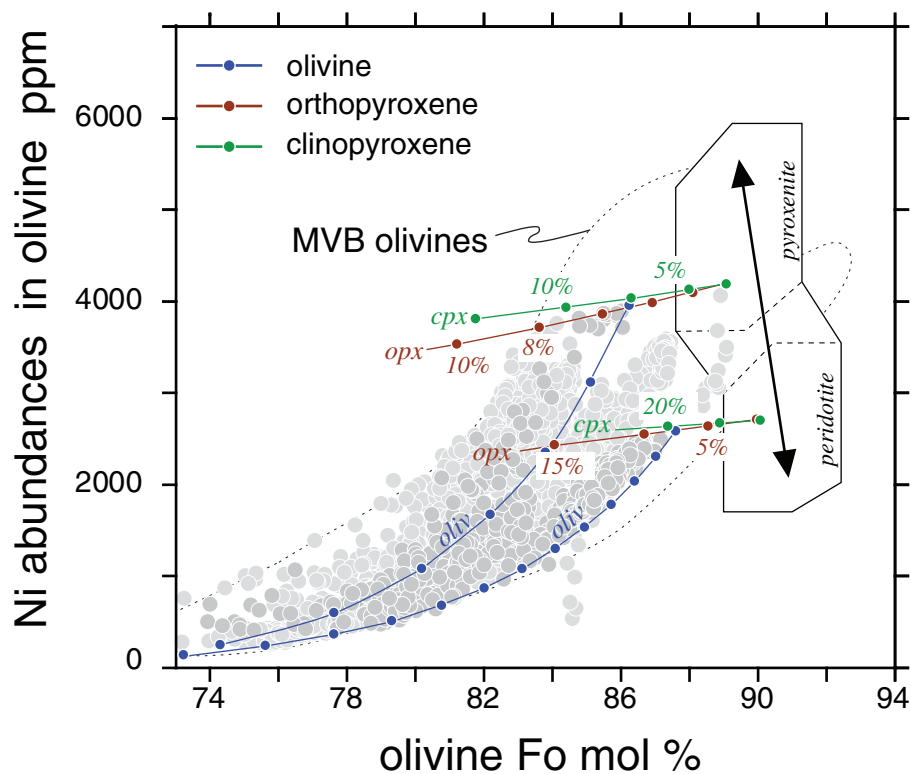 Ni abundances in olivine ppm
olivine
orthopyroxene
clinopyroxene
6000
4000
2000
0
MVB olivines
pyroxenite
peridotite
5%
10%
cpx
opx
10%
8%
20%
cpx
opx
15%
5%
oliv
oliv
74 78 82 86 90 94
olivine Fo mol %